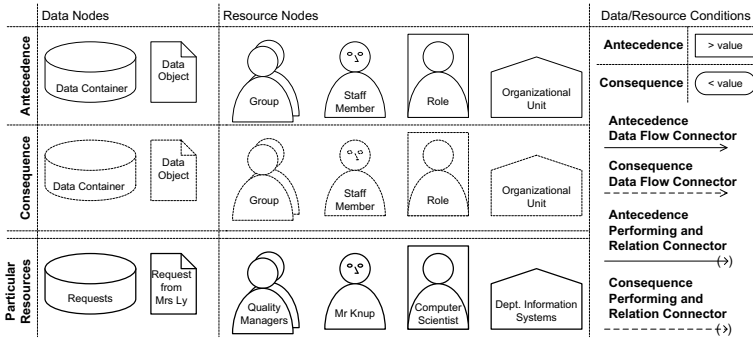 Data Nodes
Resource Nodes
Data/Resource Conditions
Antecedence
Data Container
Data
Object
Group
Staff
Member
Role
Organizational
Unit
Antecedence
> value
Consequence
< value
Consequence
Data Container
Data
Object
Group
Staff
Member
Role
Organizational
Unit
Antecedence
Data Flow Connector
Consequence
Data Flow Connector
Antecedence
Performing and
Relation Connector
(→)
Consequence
Performing and
Relation Connector
(→)
Particular
Resources
Requests
Request
from
Mrs Ly
Quality
Managers
Mr Knup
Computer
Scientist
Dept. Information
Systems